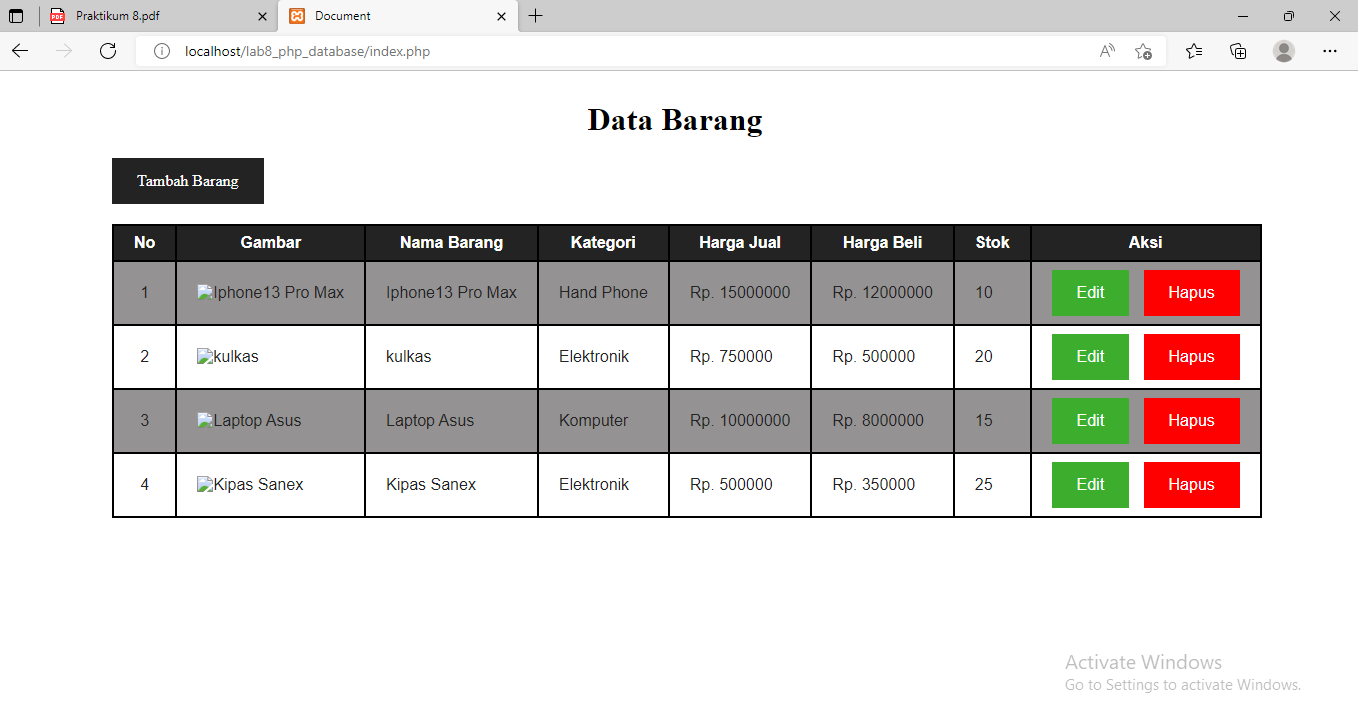 Praktikum 8.pdf
Document
localhost/lab8_php_database/index.php
Data Barang
Tambah Barang
No Gambar Nama Barang Kategori Harga Jual Harga Beli Stok Aksi
1 Iphone13 Pro Max Iphone13 Pro Max Hand Phone Rp. 15000000 Rp. 12000000 10 Edit Hapus
2 kulkas kulkas Elektronik Rp. 750000 Rp. 500000 20 Edit Hapus
3 Laptop Asus Laptop Asus Komputer Rp. 10000000 Rp. 8000000 15 Edit Hapus
4 Kipas Sanex Kipas Sanex Elektronik Rp. 500000 Rp. 350000 25 Edit Hapus
Activate Windows
Go to Settings to activate Windows.